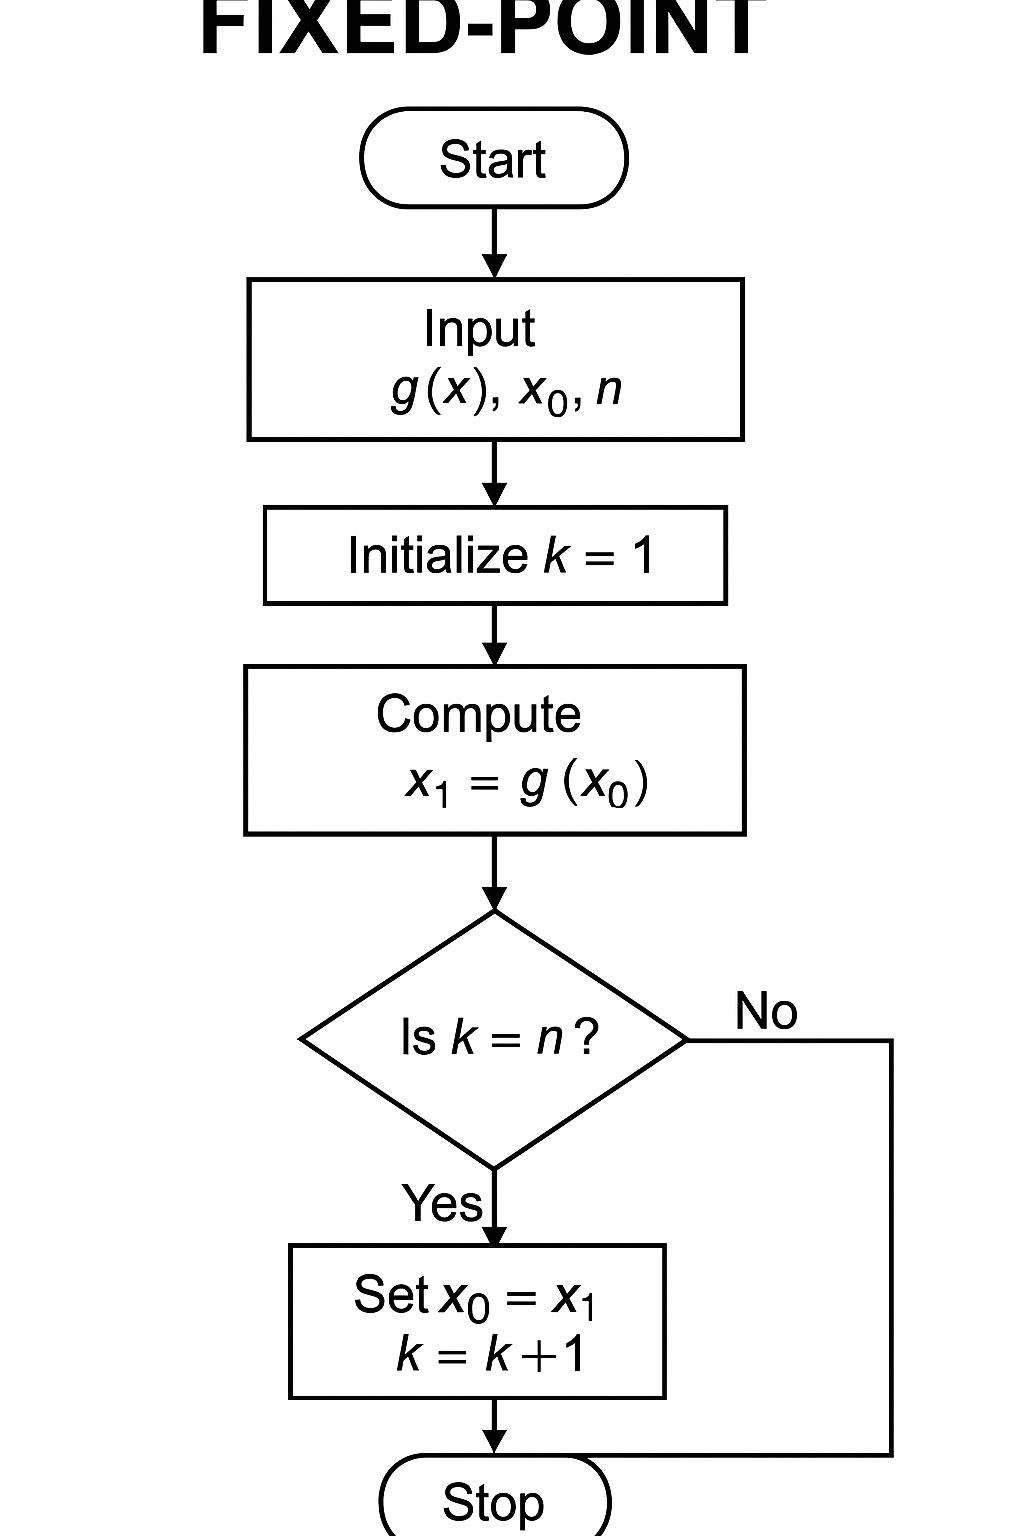 FIXED-POINT
Start
Input
g(x), x₀, n
Initialize k = 1
Compute
x₁ = g (x₀)
Is k = n?
No
Yes
Set x₀ = x₁
k = k+1
Stop